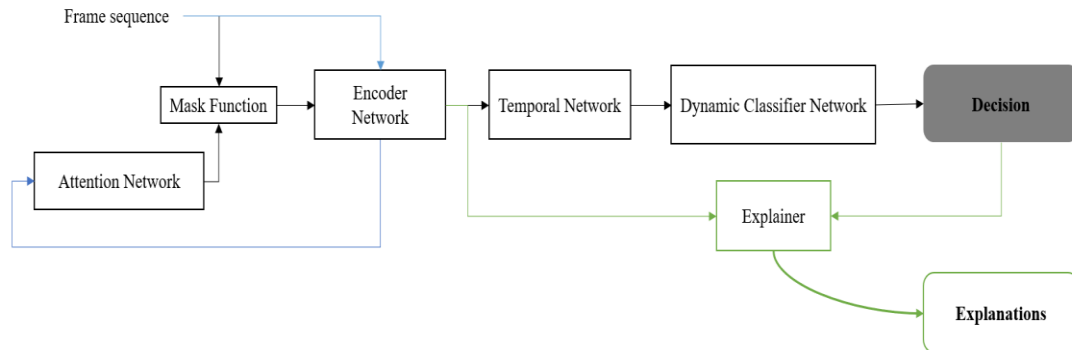 Frame sequence
Mask Function
Encoder
Network
Temporal Network
Dynamic Classifier Network
Decision
Attention Network
Explainer
Explanations